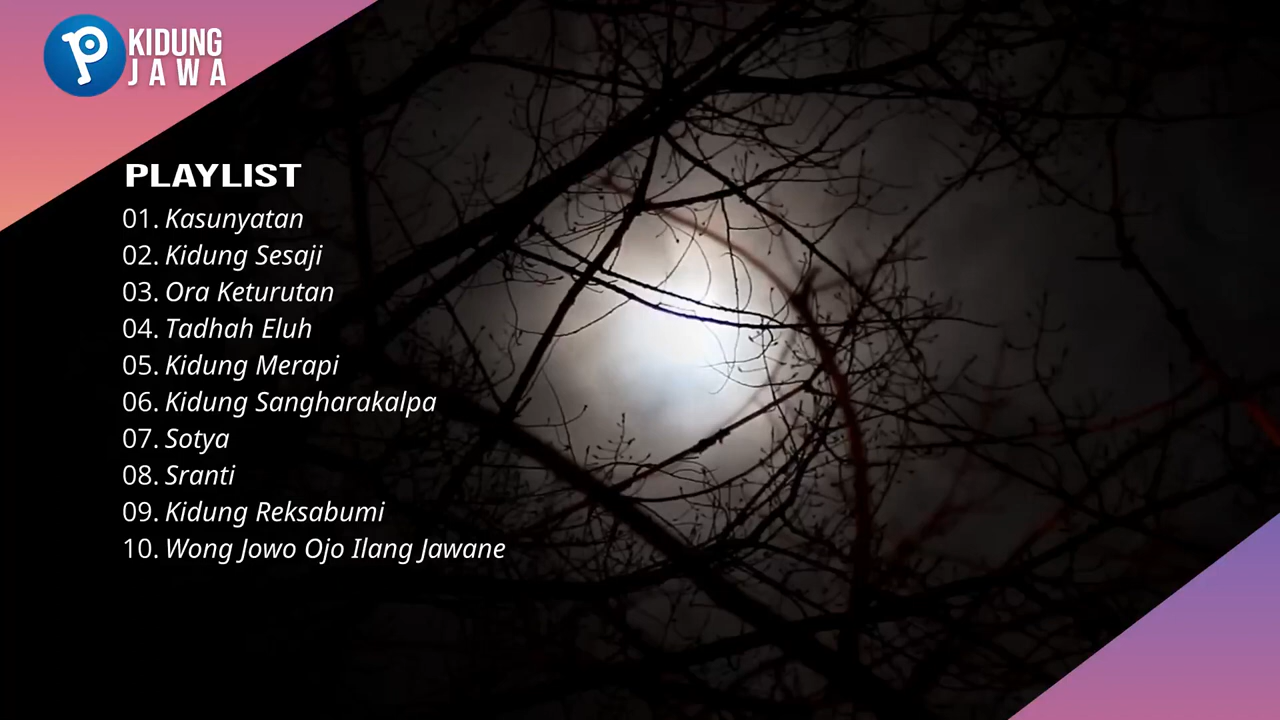 KIDUNG
JAWA
PLAYLIST
01. Kasunyatan
02. Kidung Sesaji
03. Ora Keturutan
04. Tadhah Eluh
05. Kidung Merapi
06. Kidung Sangharakalpa
07. Sotya
08. Sranti
09. Kidung Reksabumi
10. Wong Jowo Ojo Ilang Jawane